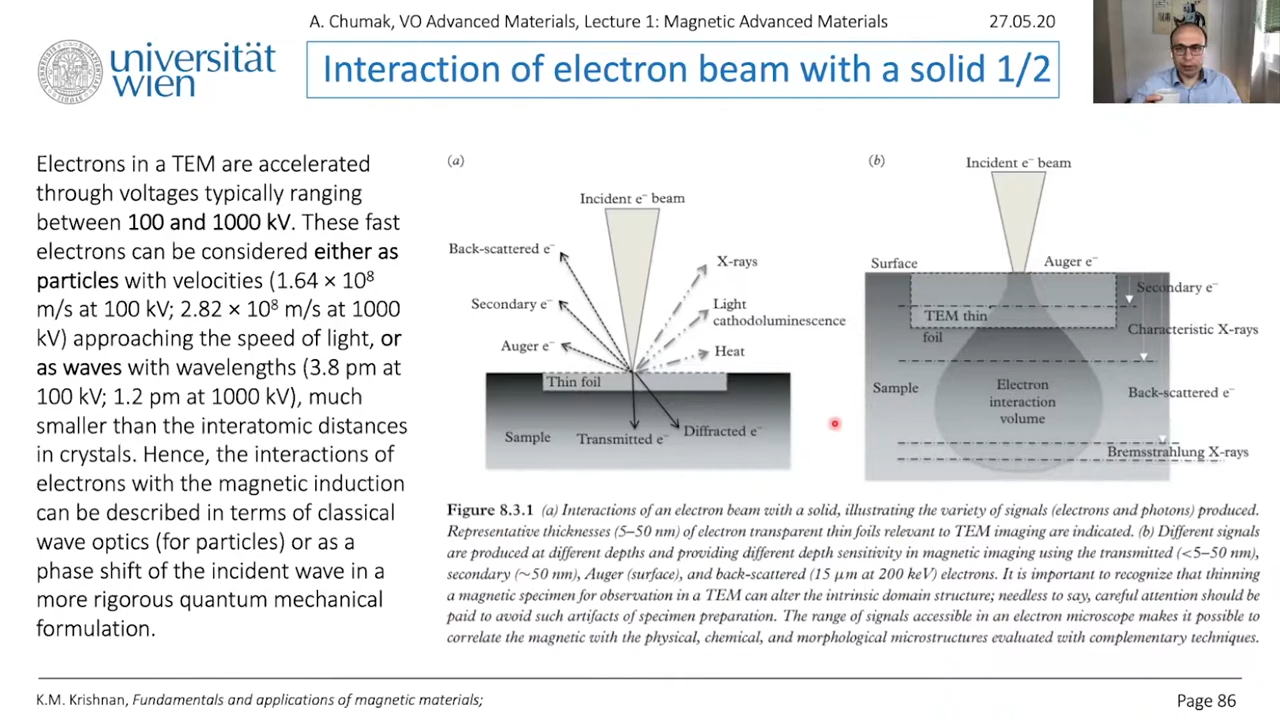 A. Chumak, VO Advanced Materials, Lecture 1: Magnetic Advanced Materials
27.05.20
universität
wien
Interaction of electron beam with a solid 1/2
Electrons in a TEM are accelerated
through voltages typically ranging
between 100 and 1000 kV. These fast
electrons can be considered either as
particles with velocities (1.64 × 10⁸
m/s at 100 kV; 2.82 × 10⁸ m/s at 1000
kV) approaching the speed of light, or
as waves with wavelengths (3.8 pm at
100 kV; 1.2 pm at 1000 kV), much
smaller than the interatomic distances
in crystals. Hence, the interactions of
electrons with the magnetic induction
can be described in terms of classical
wave optics (for particles) or as a
phase shift of the incident wave in a
more rigorous quantum mechanical
formulation.
(a)
Incident e⁻ beam
Back-scattered e⁻
Secondary e⁻
Auger e⁻
X-rays
Light
cathodoluminescence
Heat
Thin foil
Sample
Transmitted e⁻
Diffracted e⁻
(b)
Incident e⁻ beam
Surface
Auger e⁻
Secondary e⁻
TEM thin
foil
Characteristic X-rays
Sample
Electron
interaction
volume
Back-scattered e⁻
Bremsstrahlung X-rays
Figure 8.3.1 (a) Interactions of an electron beam with a solid, illustrating the variety of signals (electrons and photons) produced.
Representative thicknesses (5–50 nm) of electron transparent thin foils relevant to TEM imaging are indicated. (b) Different signals
are produced at different depths and providing different depth sensitivity in magnetic imaging using the transmitted (<5–50 nm),
secondary (~50 nm), Auger (surface), and back-scattered (15 μm at 200 keV) electrons. It is important to recognize that thinning
a magnetic specimen for observation in a TEM can alter the intrinsic domain structure; needless to say, careful attention should be
paid to avoid such artifacts of specimen preparation. The range of signals accessible in an electron microscope makes it possible to
correlate the magnetic with the physical, chemical, and morphological microstructures evaluated with complementary techniques.
K.M. Krishnan, Fundamentals and applications of magnetic materials;
Page 86